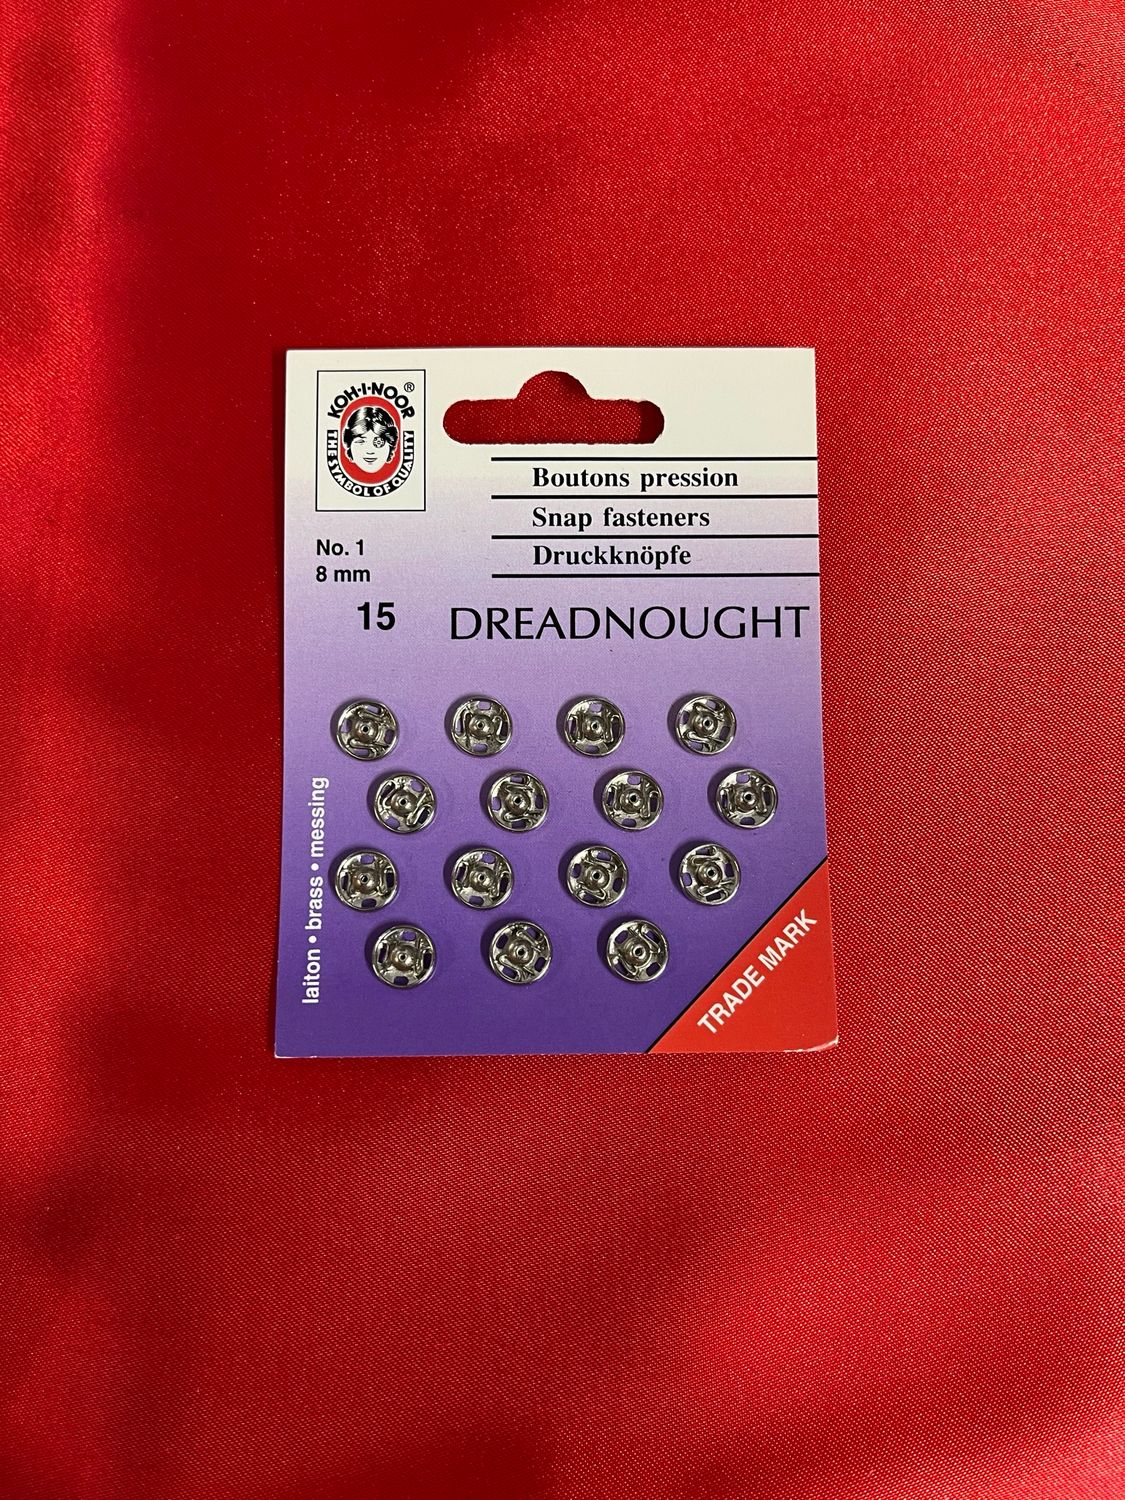 KOH-I-NOOR ®
THE SYMBOL OF QUALITY
Boutons pression
Snap fasteners
Druckknöpfe
No. 1
8 mm
15
DREADNOUGHT
laiton • brass • messing
TRADE MARK